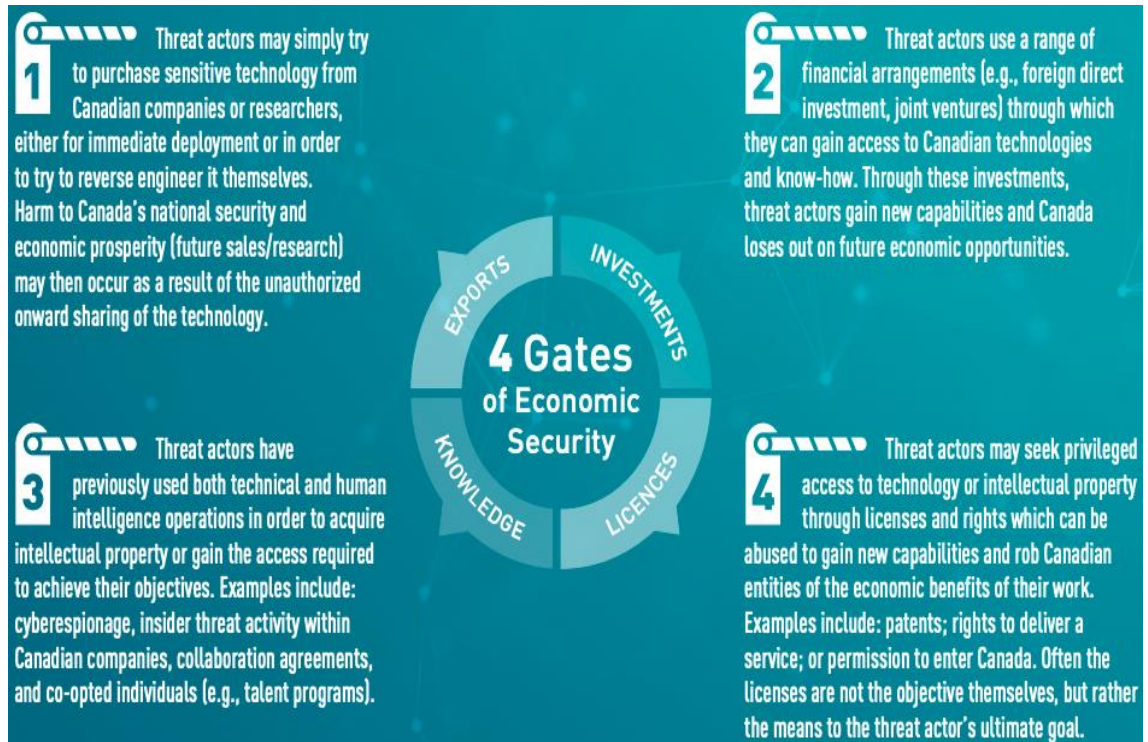 1
Threat actors may simply try
to purchase sensitive technology from
Canadian companies or researchers,
either for immediate deployment or in order
to try to reverse engineer it themselves.
Harm to Canada's national security and
economic prosperity (future sales/research)
may then occur as a result of the unauthorized
onward sharing of the technology.
2
Threat actors use a range of
financial arrangements (e.g., foreign direct
investment, joint ventures) through which
they can gain access to Canadian technologies
and know-how. Through these investments,
threat actors gain new capabilities and Canada
loses out on future economic opportunities.
EXPORTS
INVESTMENTS
4 Gates
of Economic
Security
KNOWLEDGE
LICENCES
3
Threat actors have
previously used both technical and human
intelligence operations in order to acquire
intellectual property or gain the access required
to achieve their objectives. Examples include:
cyberespionage, insider threat activity within
Canadian companies, collaboration agreements,
and co-opted individuals (e.g., talent programs).
4
Threat actors may seek privileged
access to technology or intellectual property
through licenses and rights which can be
abused to gain new capabilities and rob Canadian
entities of the economic benefits of their work.
Examples include: patents; rights to deliver a
service; or permission to enter Canada. Often the
licenses are not the objective themselves, but rather
the means to the threat actor's ultimate goal.